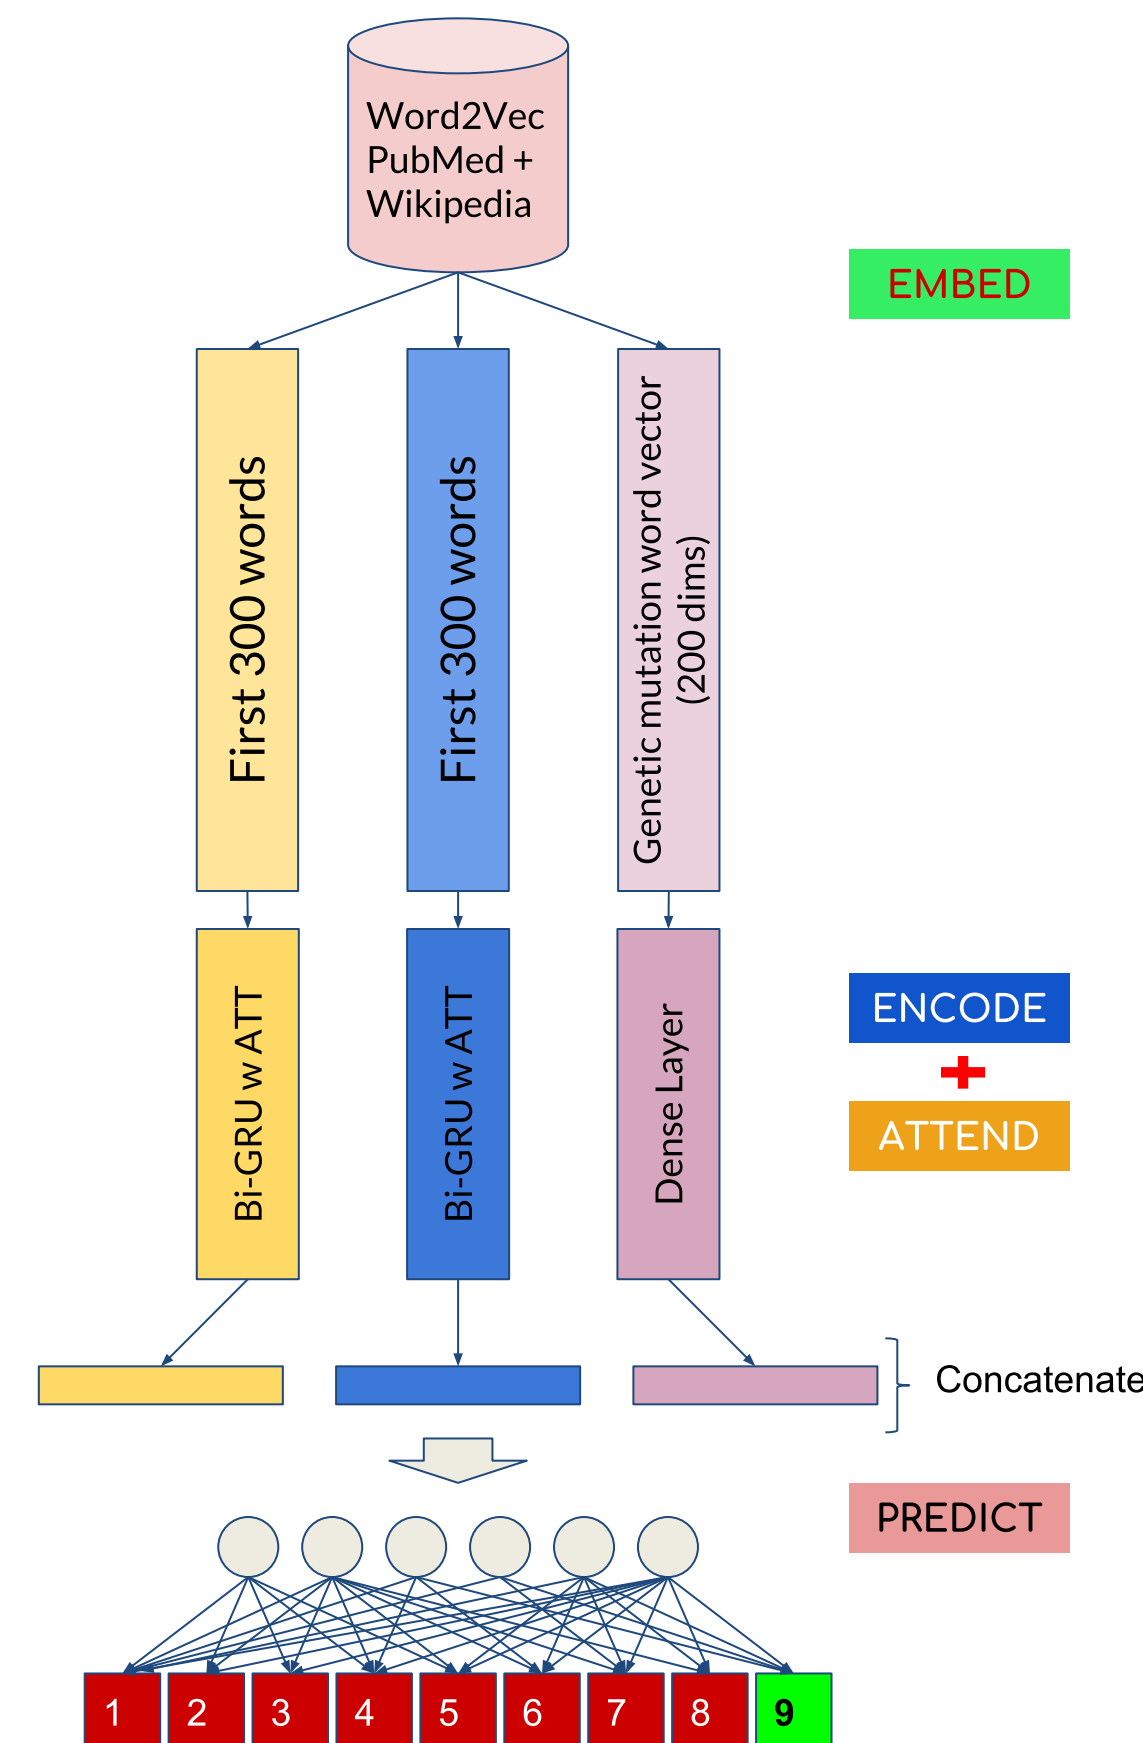 Word2Vec
PubMed +
Wikipedia
EMBED
First 300 words
First 300 words
Genetic mutation word vector
(200 dims)
Bi-GRU w ATT
Bi-GRU w ATT
Dense Layer
ENCODE
+
ATTEND
Concatenate
PREDICT
1 2 3 4 5 6 7 8 9